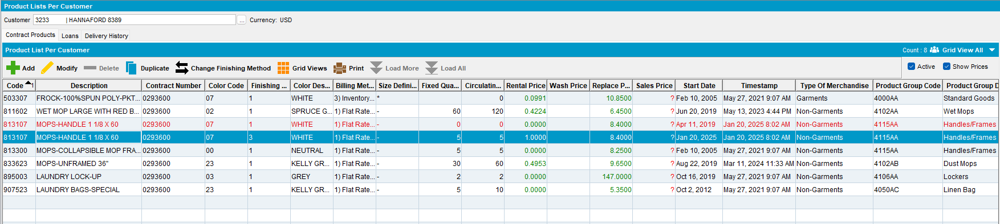 Product Lists Per Customer
Customer 3233 | HANNAFORD 8389 ... Currency: USD
Contract Products Loans Delivery History
Product List Per Customer Count : 8 Grid View All
Add Modify Delete Duplicate Change Finishing Method Grid Views Print Load More Load All Active Show Prices
Code 1 Description Contract Number Color Code Finishing ... Color Des... Billing Met... Size Defini... Fixed Qua... Circulatin... Rental Price Wash Price Replace P... Sales Price Start Date Timestamp Type Of Merchandise Product Group Code Product Group D
503307 FROCK-100%SPUN POLY-PKT... 0293600 07 1 WHITE 3) Inventory... * 0 0.0991 10.8500 ? Feb 10, 2005 May 27, 2021 9:07 AM Garments 4000AA Standard Goods
811602 WET MOP LARGE WITH RED B... 0293600 02 1 SPRUCE G... 1) Flat Rate... - 60 120 0.4224 6.4500 ? Jun 20, 2019 May 13, 2023 4:44 PM Non-Garments 4102AA Wet Mops
813107 MOPS-HANDLE 1 1/8 X 60 0293600 07 1 WHITE 1) Flat Rate... - 0 0 0.0000 8.4000 ? Apr 11, 2019 Jan 20, 2025 8:02 AM Non-Garments 4115AA Handles/Frames
813107 MOPS-HANDLE 1 1/8 X 60 0293600 07 3 WHITE 1) Flat Rate... - 5 5 1.0000 8.4000 ? Jan 20, 2025 Jan 20, 2025 8:02 AM Non-Garments 4115AA Handles/Frames
813300 MOPS-COLLAPSIBLE MOP FRA... 0293600 00 1 NEUTRAL 1) Flat Rate... - 5 5 0.0000 8.2500 ? Feb 10, 2005 May 27, 2021 9:07 AM Non-Garments 4115AA Handles/Frames
833623 MOPS-UNFRAMED 36" 0293600 23 1 KELLY GR... 1) Flat Rate... - 30 60 0.4953 9.6500 ? Aug 22, 2019 Mar 11, 2024 11:33 AM Non-Garments 4102AB Dust Mops
895003 LAUNDRY LOCK-UP 0293600 03 1 GREY 1) Flat Rate... - 2 2 0.0000 147.0000 ? Oct 16, 2019 May 27, 2021 9:07 AM Non-Garments 4106AA Lockers
907523 LAUNDRY BAGS-SPECIAL 0293600 23 1 KELLY GR... 1) Flat Rate... - 5 10 0.0000 5.3500 ? Oct 2, 2012 May 27, 2021 9:07 AM Non-Garments 4050AC Linen Bag